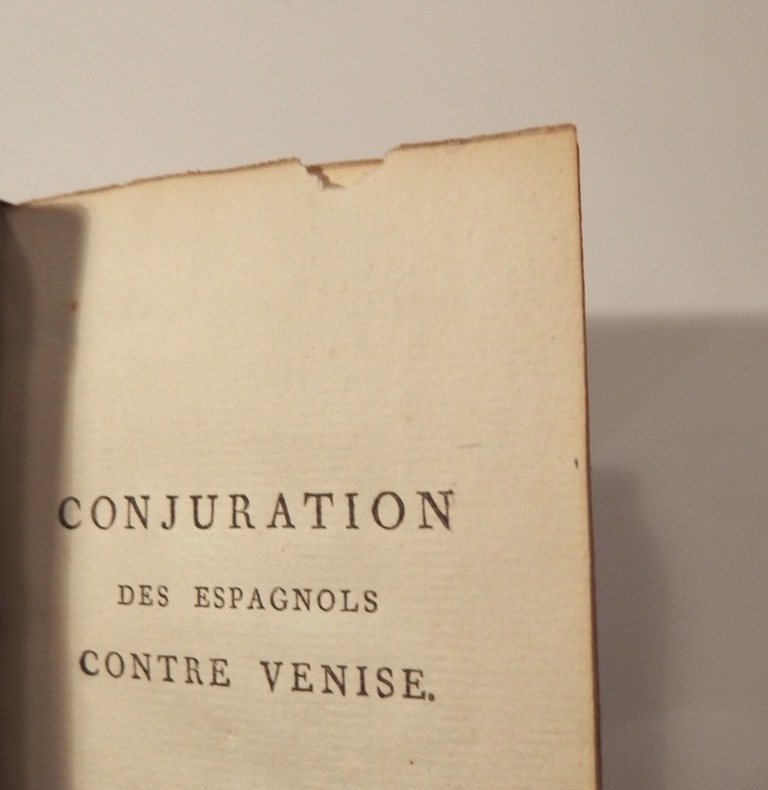 CONJURATION
DES ESPAGNOLS
CONTRE VENISE.